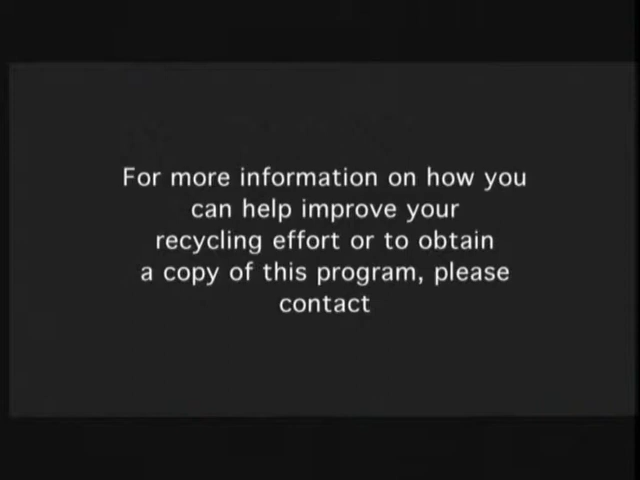 For more information on how you
can help improve your
recycling effort or to obtain
a copy of this program, please
contact